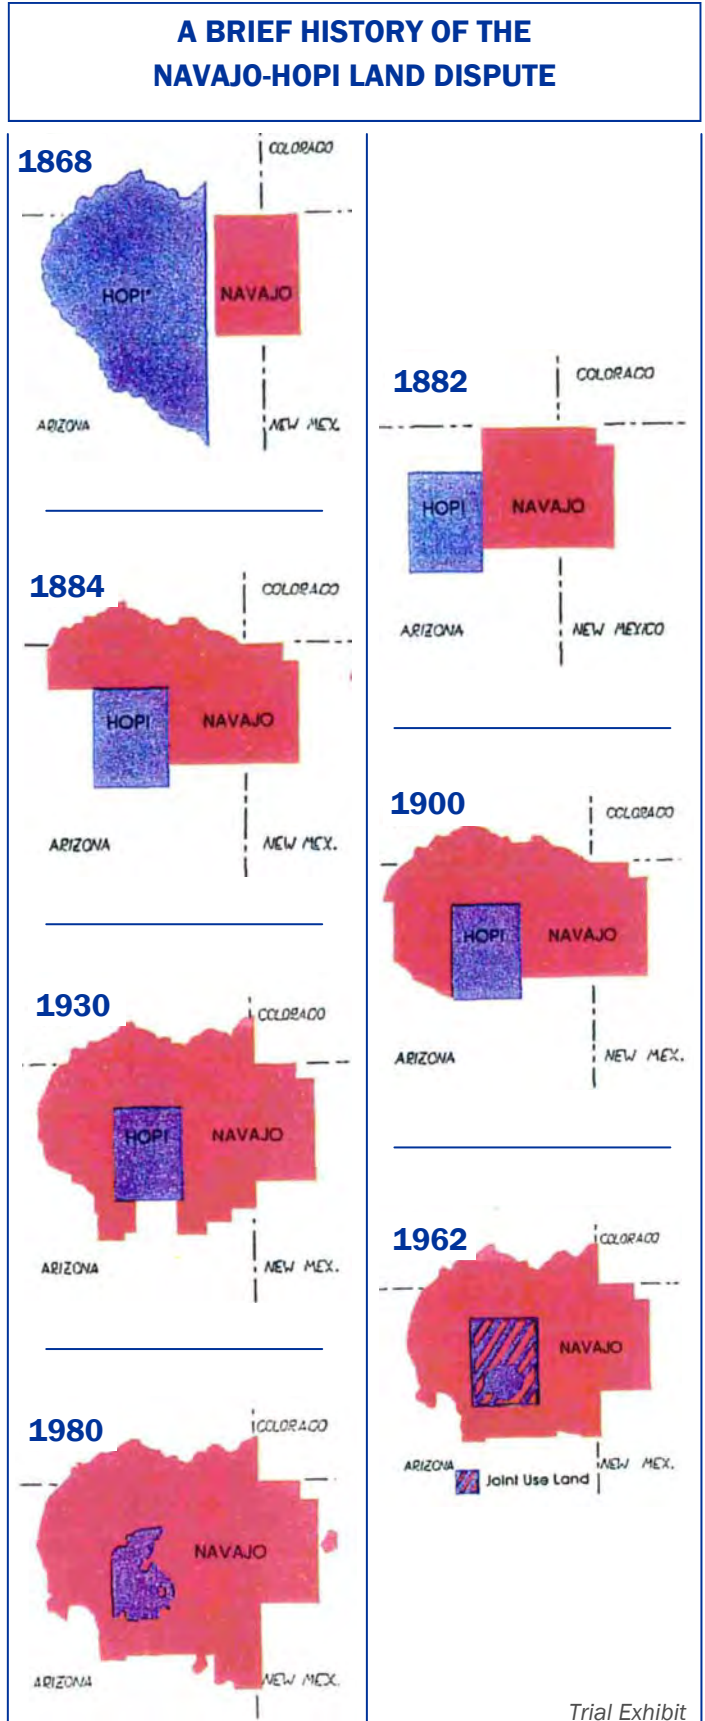 A BRIEF HISTORY OF THE
NAVAJO-HOPI LAND DISPUTE
1868
COLORADO
HOPI*
NAVAJO
ARIZONA
NEW MEX.
1882
COLORADO
HOPI
NAVAJO
ARIZONA
NEW MEXICO
1884
COLORADO
HOPI
NAVAJO
ARIZONA
NEW MEX.
1900
COLORADO
HOPI
NAVAJO
ARIZONA
NEW MEX.
1930
COLORADO
HOPI
NAVAJO
ARIZONA
NEW MEX.
1962
COLORADO
NAVAJO
ARIZONA
NEW MEX.
Joint Use Land
1980
COLORADO
NAVAJO
ARIZONA
NEW MEX.
Trial Exhibit